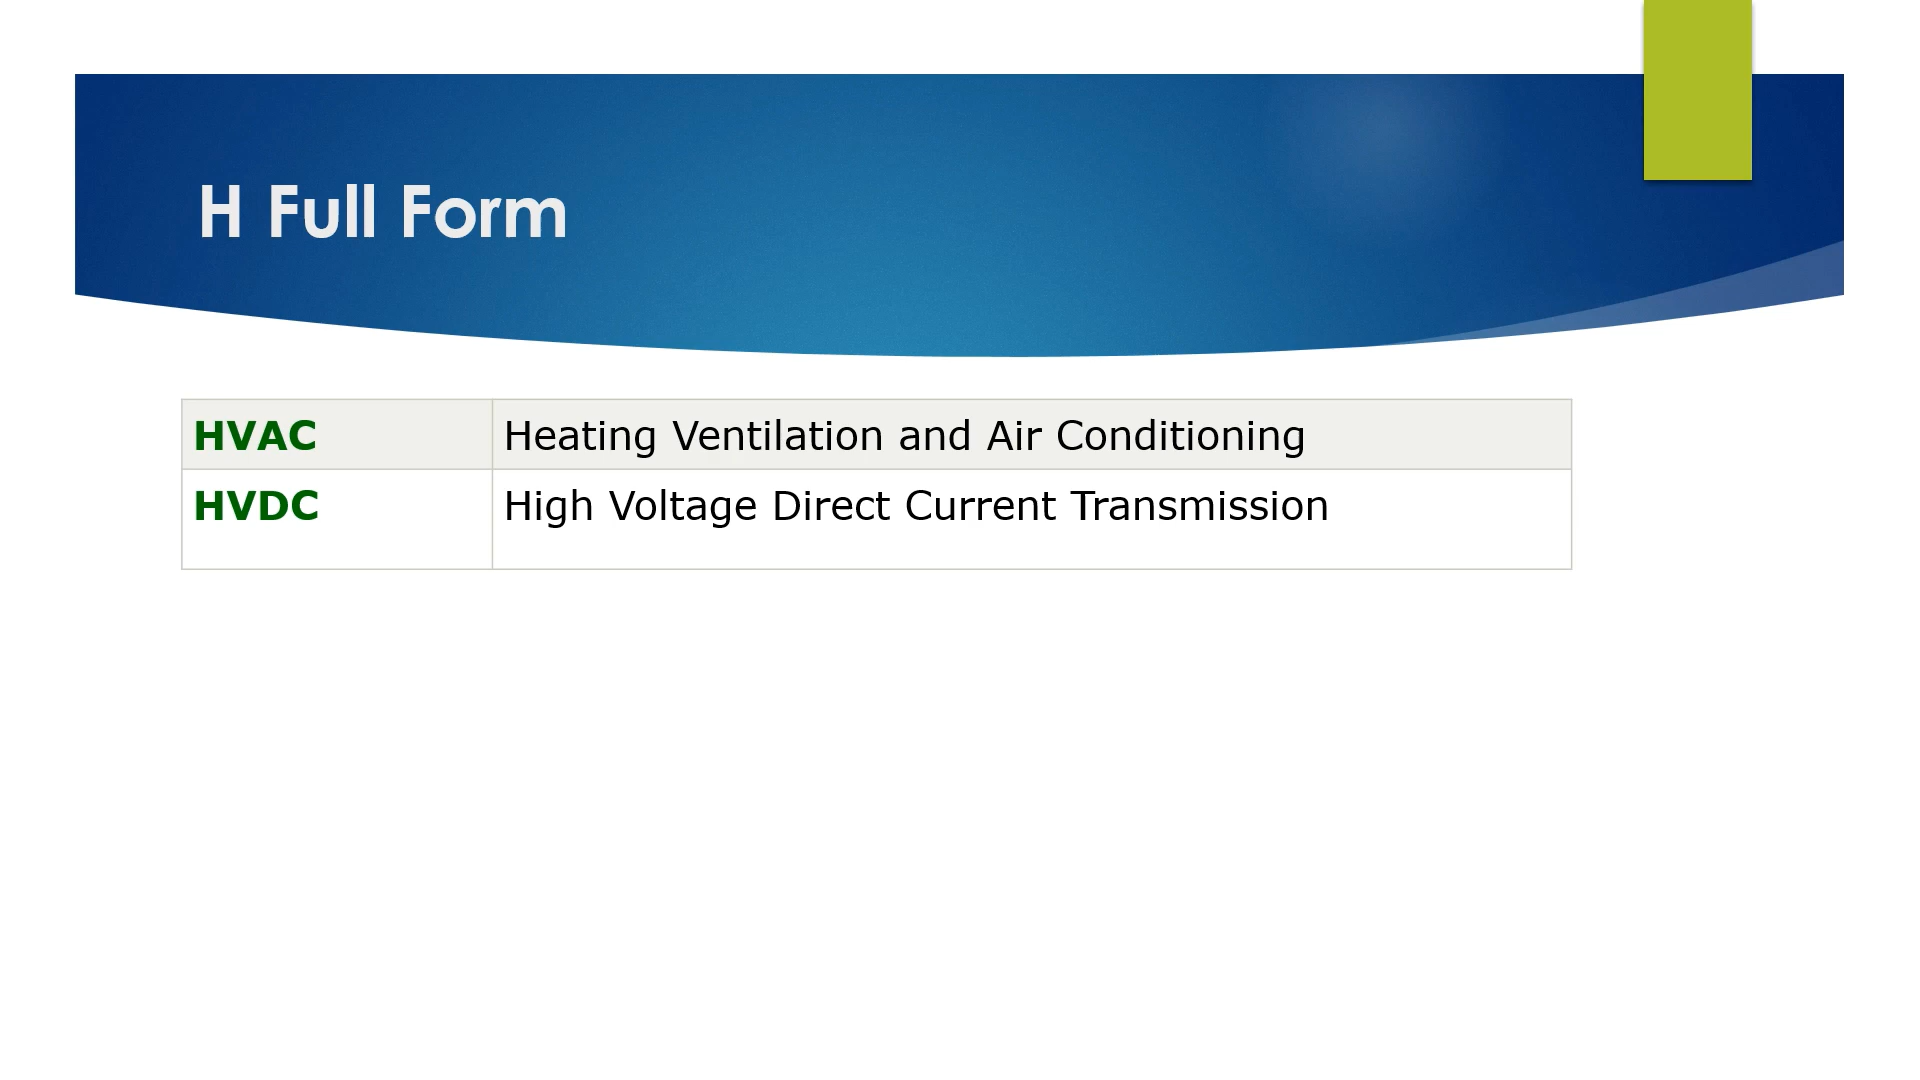 H Full Form
HVAC Heating Ventilation and Air Conditioning
HVDC High Voltage Direct Current Transmission